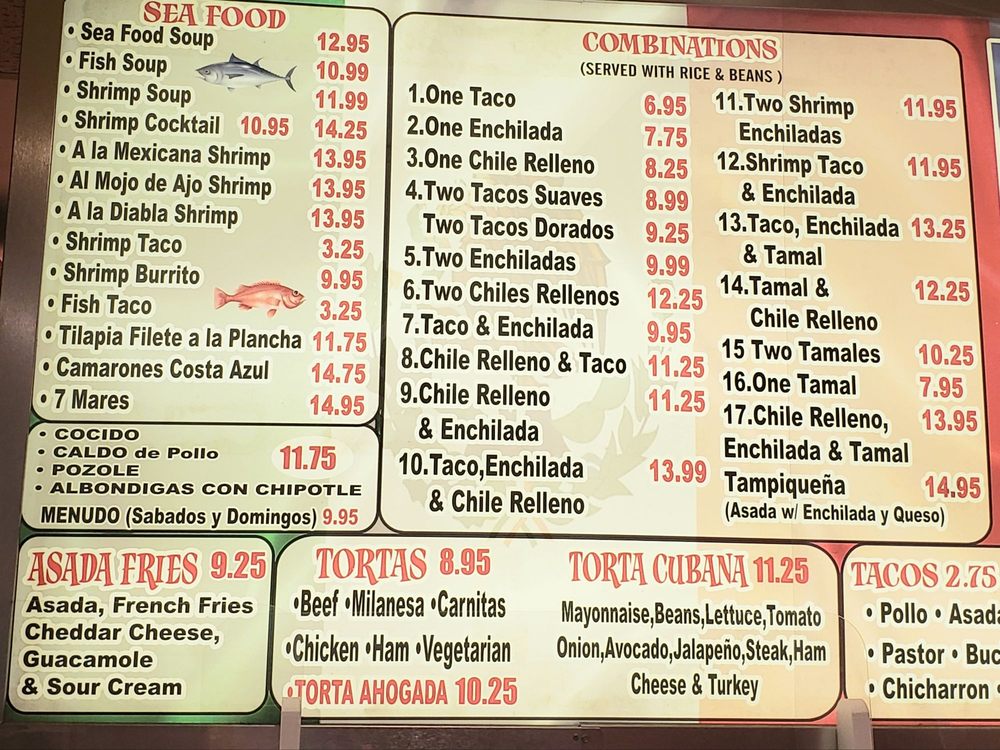 SEA FOOD
• Sea Food Soup 12.95
• Fish Soup 10.99
• Shrimp Soup 11.99
• Shrimp Cocktail 10.95 14.25
• A la Mexicana Shrimp 13.95
• Al Mojo de Ajo Shrimp 13.95
• A la Diabla Shrimp 13.95
• Shrimp Taco 3.25
• Shrimp Burrito 9.95
• Fish Taco 3.25
• Tilapia Filete a la Plancha 11.75
• Camarones Costa Azul 14.75
• 7 Mares 14.95
• COCIDO
• CALDO de Pollo 11.75
• POZOLE
• ALBONDIGAS CON CHIPOTLE
MENUDO (Sabados y Domingos) 9.95
COMBINATIONS
(SERVED WITH RICE & BEANS )
1.One Taco 6.95
2.One Enchilada 7.75
3.One Chile Relleno 8.25
4.Two Tacos Suaves 8.99
Two Tacos Dorados 9.25
5.Two Enchiladas 9.99
6.Two Chiles Rellenos 12.25
7.Taco & Enchilada 9.95
8.Chile Relleno & Taco 11.25
9.Chile Relleno 11.25
& Enchilada
10.Taco,Enchilada 13.99
& Chile Relleno
11.Two Shrimp 11.95
Enchiladas
12.Shrimp Taco 11.95
& Enchilada
13.Taco, Enchilada 13.25
& Tamal
14.Tamal & 12.25
Chile Relleno
15 Two Tamales 10.25
16.One Tamal 7.95
17.Chile Relleno, 13.95
Enchilada & Tamal
Tampiqueña 14.95
(Asada w/ Enchilada y Queso)
ASADA FRIES 9.25
Asada, French Fries
Cheddar Cheese,
Guacamole
& Sour Cream
TORTAS 8.95
•Beef •Milanesa •Carnitas
•Chicken •Ham •Vegetarian
•TORTA AHOGADA 10.25
TORTA CUBANA 11.25
Mayonnaise,Beans,Lettuce,Tomato
Onion,Avocado,Jalapeño,Steak,Ham
Cheese & Turkey
TACOS 2.75
• Pollo • Asada
• Pastor • Buc
• Chicharron •